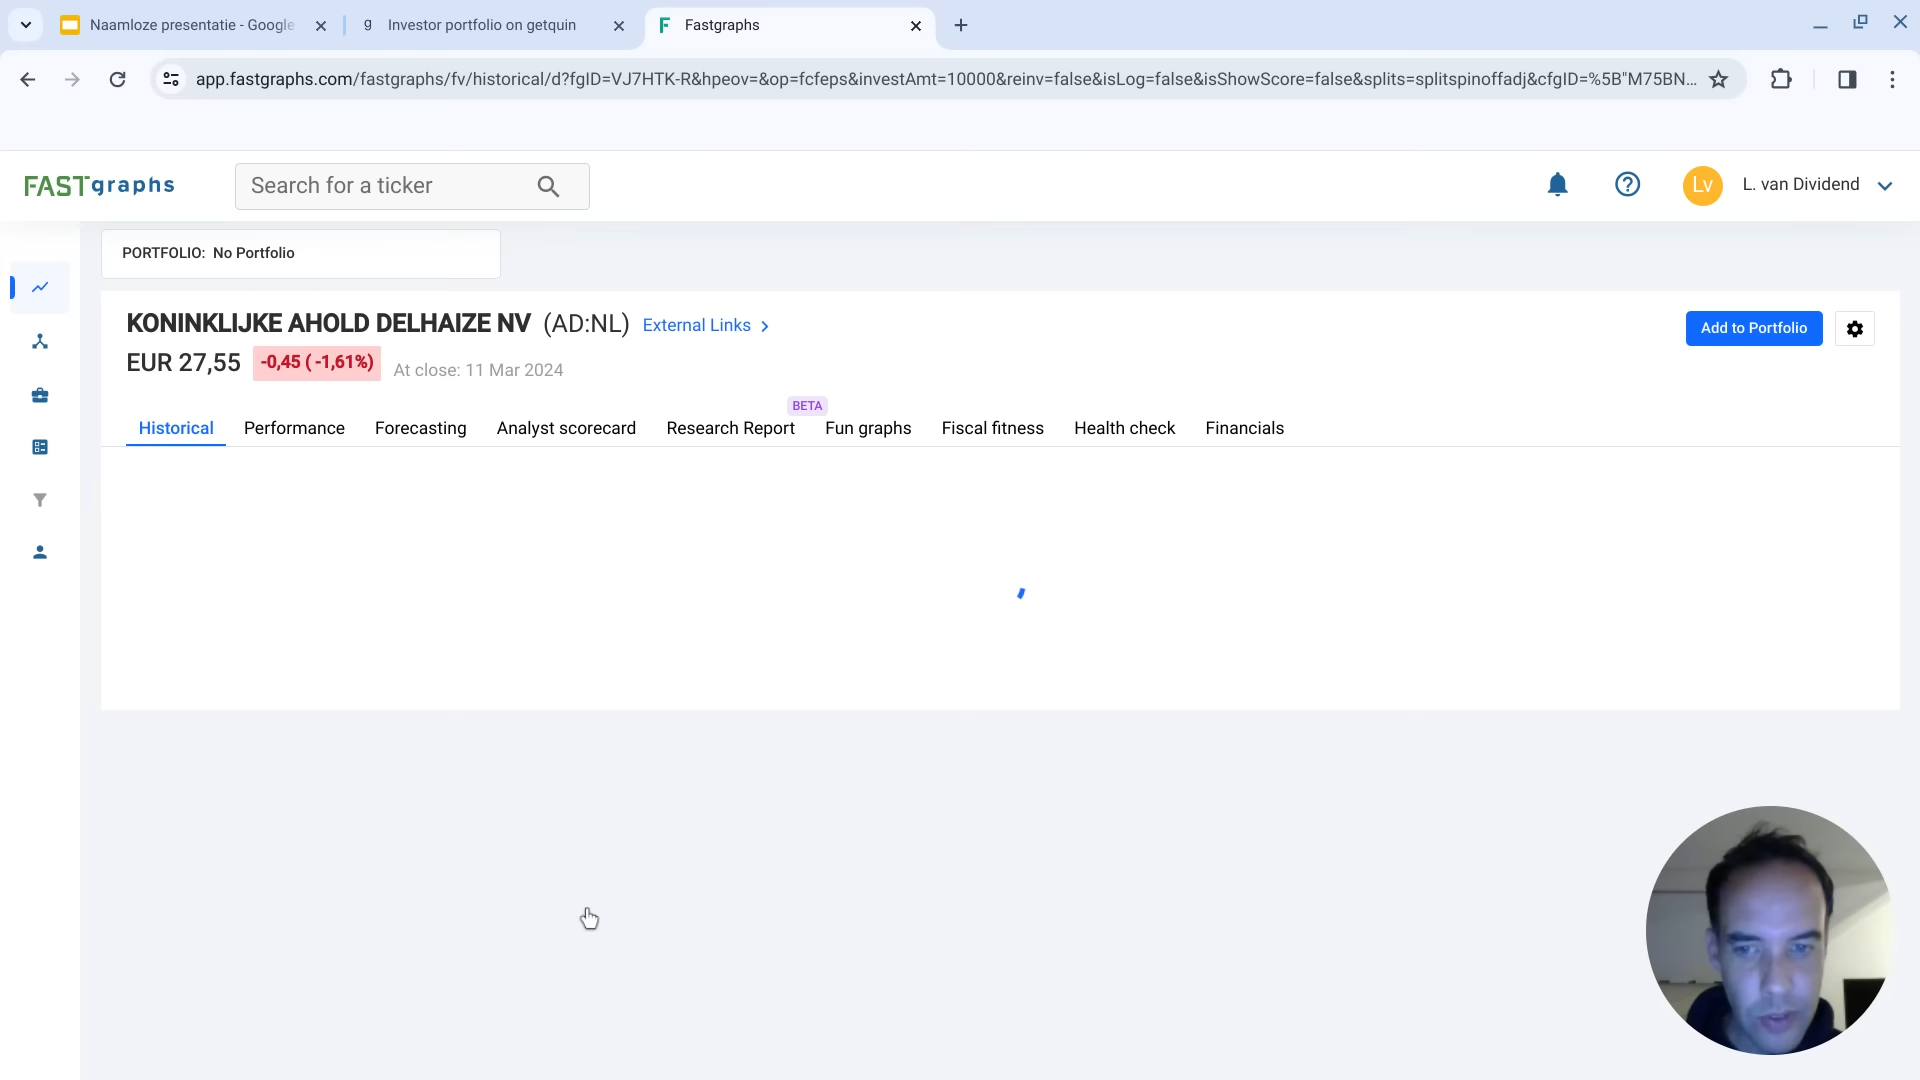 Naamloze presentatie - Google
g Investor portfolio on getquin
Fastgraphs
app.fastgraphs.com/fastgraphs/fv/historical/d?fgID=VJ7HTK-R&hpeov=&op=fcfeps&investAmt=10000&reinv=false&isLog=false&isShowScore=false&splits=splitspinoffadj&cfgID=%5B"M75BN...
FASTgraphs
Search for a ticker
Lv
L. van Dividend
PORTFOLIO: No Portfolio
KONINKLIJKE AHOLD DELHAIZE NV (AD:NL) External Links
Add to Portfolio
EUR 27,55 -0,45 ( -1,61%) At close: 11 Mar 2024
BETA
Historical Performance Forecasting Analyst scorecard Research Report Fun graphs Fiscal fitness Health check Financials